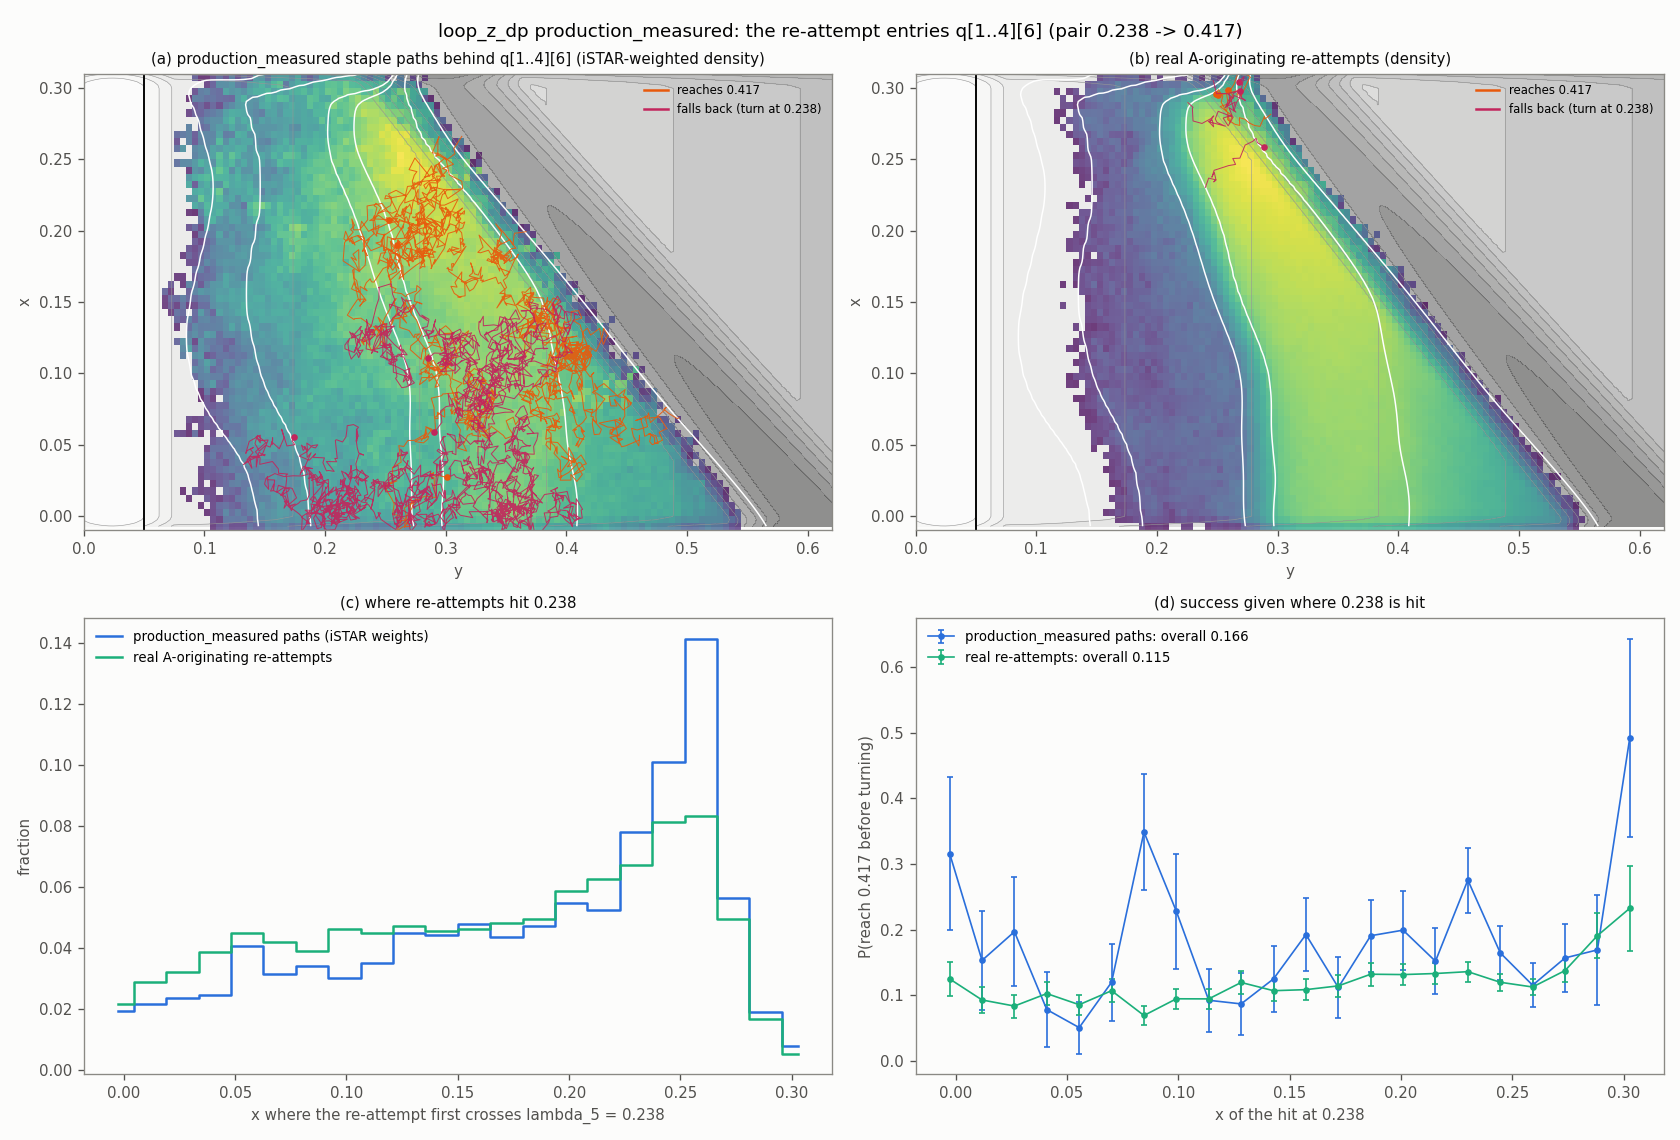 loop_z_dp production_measured: the re-attempt entries q[1..4][6] (pair 0.238 -> 0.417)
(a) production_measured staple paths behind q[1..4][6] (iSTAR-weighted density)
reaches 0.417
falls back (turn at 0.238)
0.30
0.25
0.20
0.15
0.10
0.05
0.00
x
0.0 0.1 0.2 0.3 0.4 0.5 0.6
y
(b) real A-originating re-attempts (density)
reaches 0.417
falls back (turn at 0.238)
0.30
0.25
0.20
0.15
0.10
0.05
0.00
x
0.0 0.1 0.2 0.3 0.4 0.5 0.6
y
(c) where re-attempts hit 0.238
production_measured paths (iSTAR weights)
real A-originating re-attempts
0.14
0.12
0.10
0.08
0.06
0.04
0.02
0.00
fraction
0.00 0.05 0.10 0.15 0.20 0.25 0.30
x where the re-attempt first crosses lambda_5 = 0.238
(d) success given where 0.238 is hit
production_measured paths: overall 0.166
real re-attempts: overall 0.115
0.6
0.5
0.4
0.3
0.2
0.1
0.0
P(reach 0.417 before turning)
0.00 0.05 0.10 0.15 0.20 0.25 0.30
x of the hit at 0.238